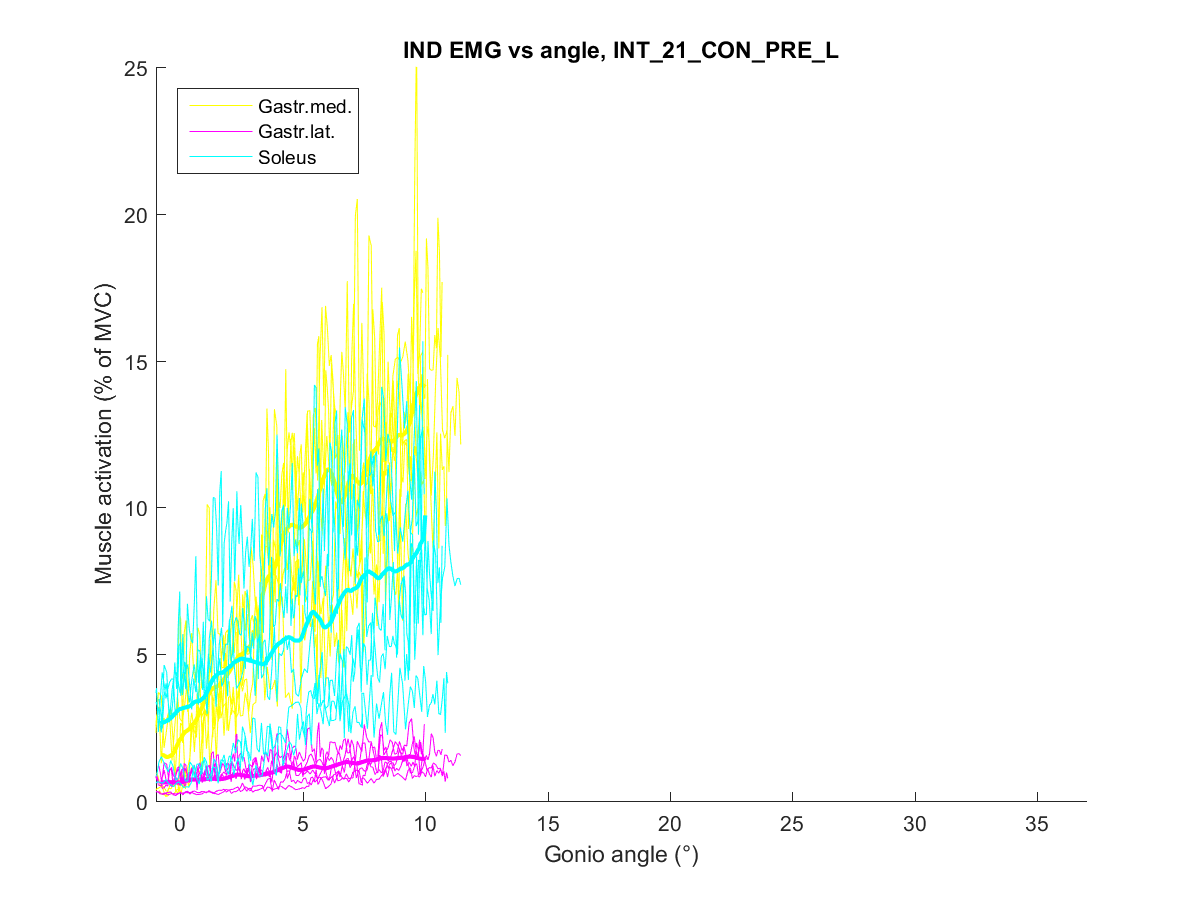 IND EMG vs angle, INT_21_CON_PRE_L
25
Gastr.med.
Gastr.lat.
Soleus
20
15
10
5
0
Muscle activation (% of MVC)
0 5 10 15 20 25 30 35
Gonio angle (°)